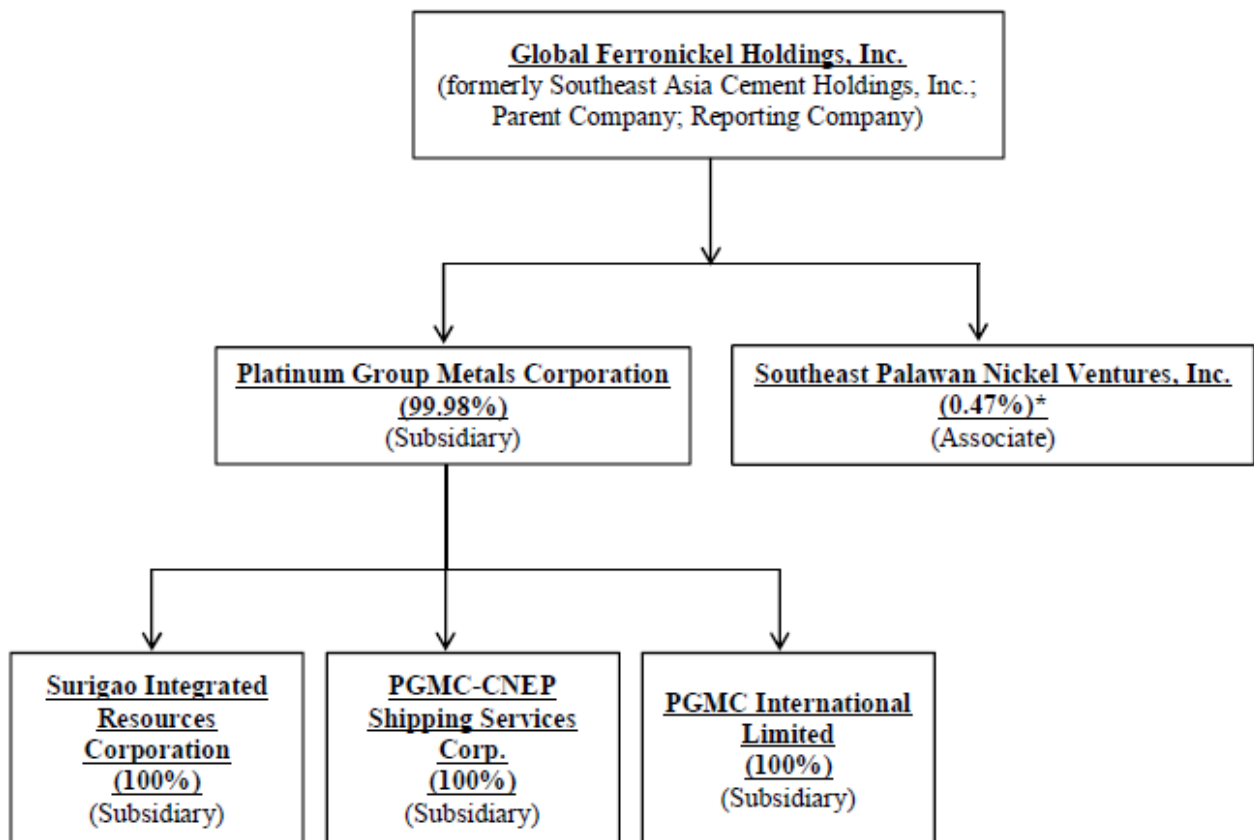 Global Ferronickel Holdings, Inc.
(formerly Southeast Asia Cement Holdings, Inc.;
Parent Company; Reporting Company)
Platinum Group Metals Corporation
(99.98%)
(Subsidiary)
Southeast Palawan Nickel Ventures, Inc.
(0.47%)*
(Associate)
Surigao Integrated
Resources
Corporation
(100%)
(Subsidiary)
PGMC-CNEP
Shipping Services
Corp.
(100%)
(Subsidiary)
PGMC International
Limited
(100%)
(Subsidiary)